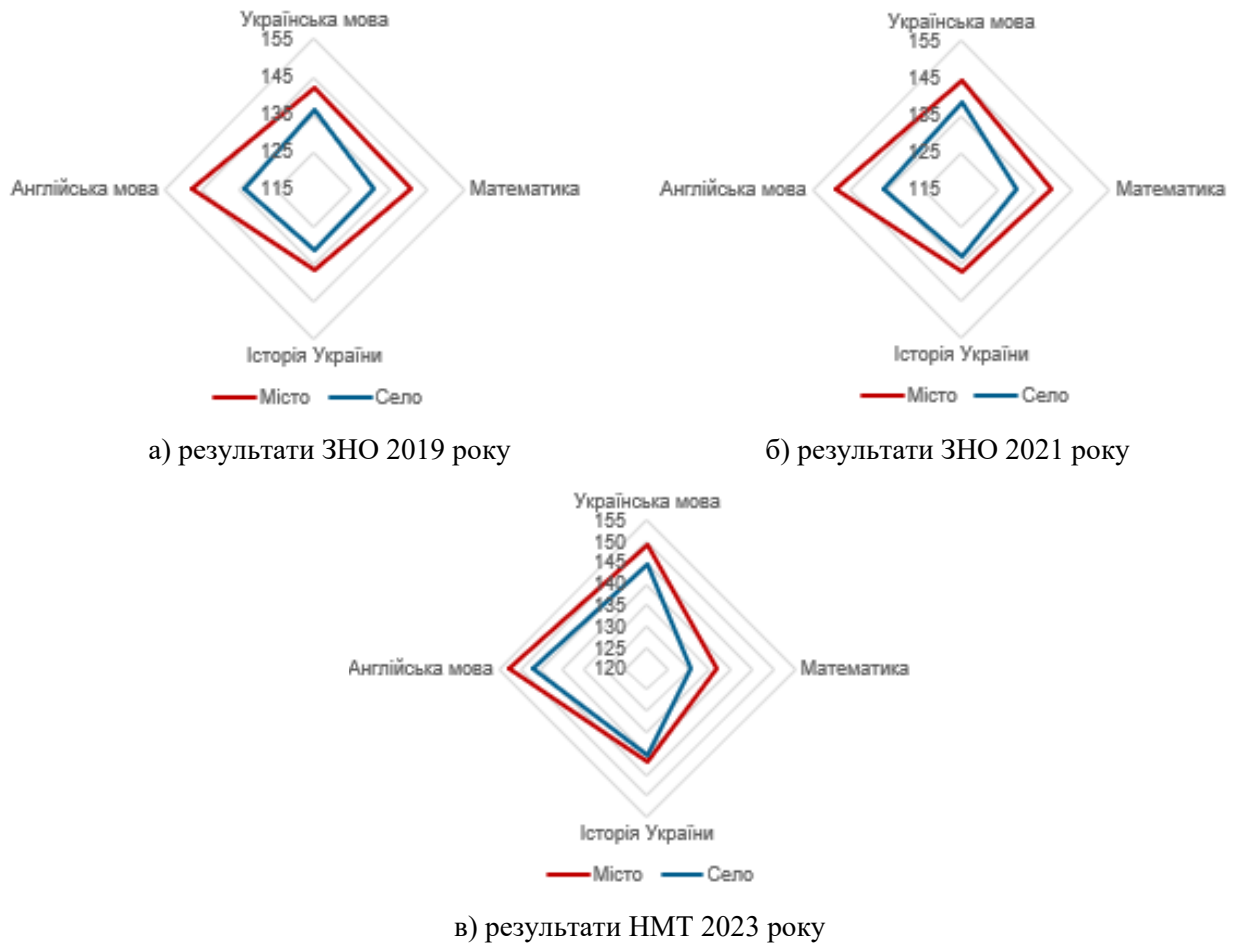 Українська мова
155
145
135
125
115
Англійська мова
Математика
Історія України
Місто Село
а) результати ЗНО 2019 року
Українська мова
155
145
135
125
115
Англійська мова
Математика
Історія України
Місто Село
б) результати ЗНО 2021 року
Українська мова
155
150
145
140
135
130
125
120
Англійська мова
Математика
Історія України
Місто Село
в) результати НМТ 2023 року